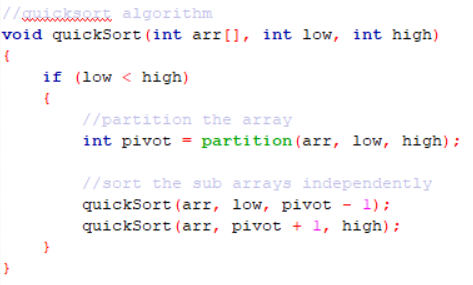 //quicksort algorithm
void quickSort(int arr[], int low, int high)
{
    if (low < high)
    {
        //partition the array
        int pivot = partition(arr, low, high);

        //sort the sub arrays independently
        quickSort(arr, low, pivot - 1);
        quickSort(arr, pivot + 1, high);
    }
}